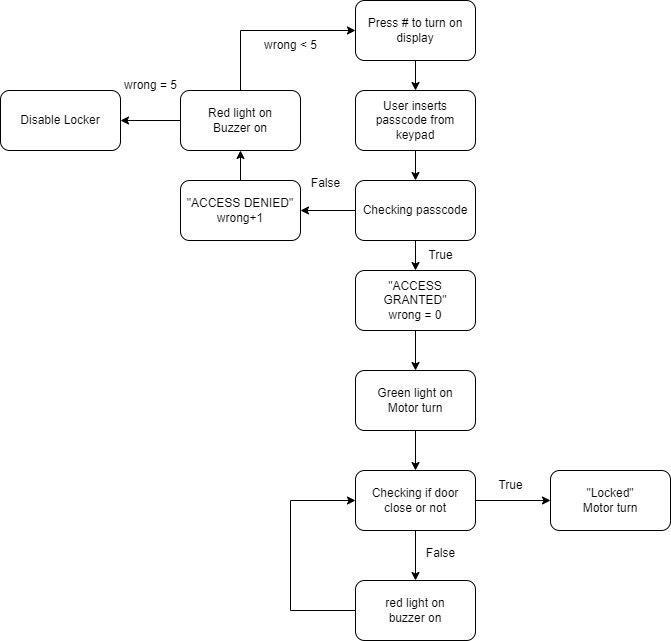 Press # to turn on
display
wrong < 5
wrong = 5
Disable Locker
Red light on
Buzzer on
User inserts
passcode from
keypad
False
"ACCESS DENIED"
wrong+1
Checking passcode
True
"ACCESS
GRANTED"
wrong = 0
Green light on
Motor turn
Checking if door
close or not
True
"Locked"
Motor turn
False
red light on
buzzer on